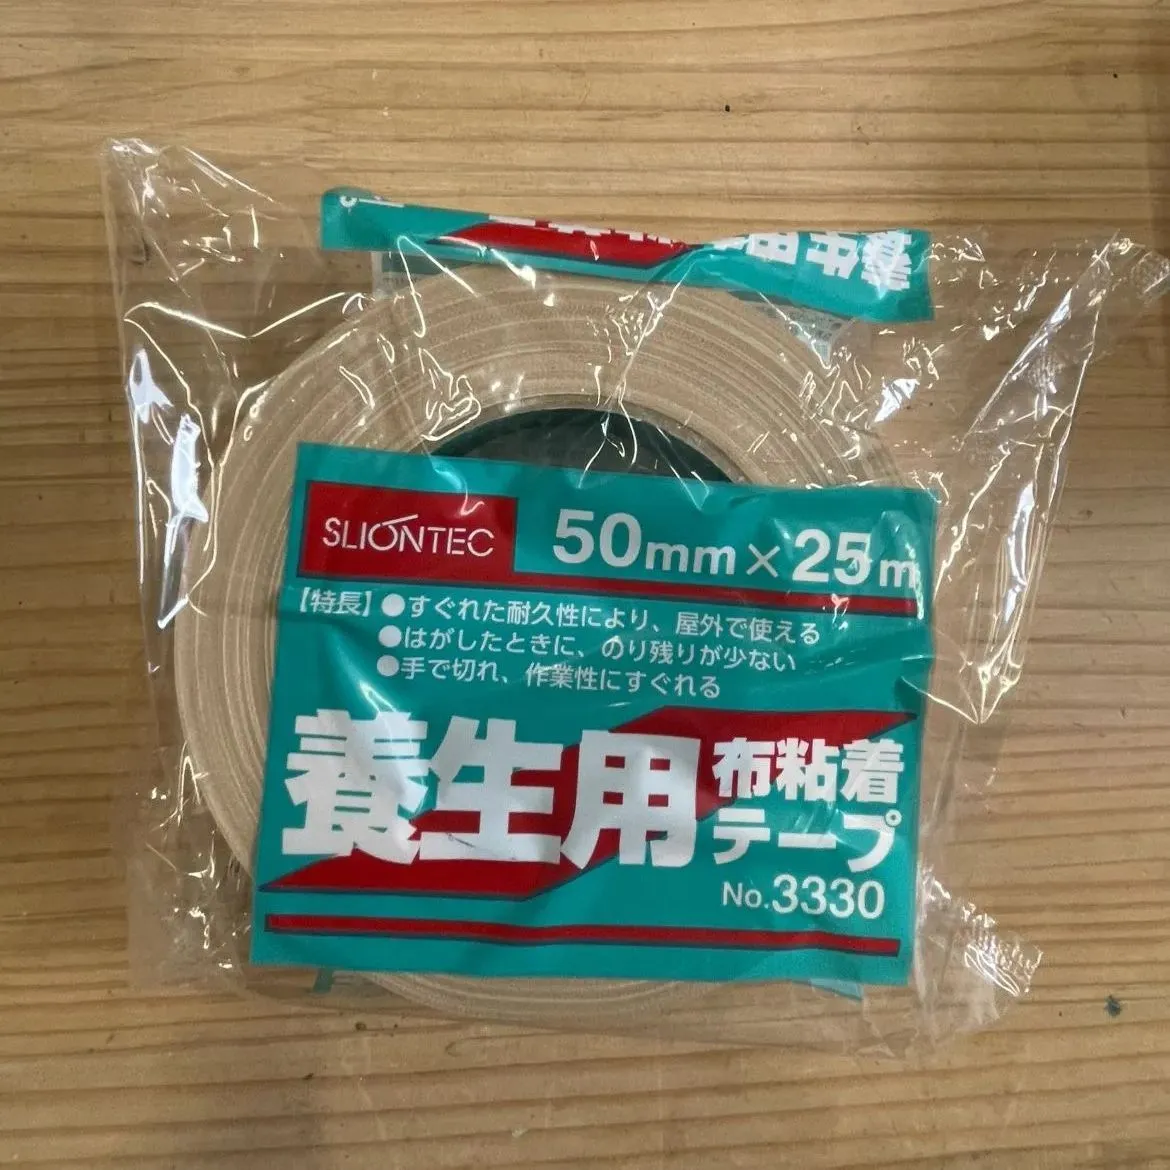 養生用
SLIONTEC
50mm×25m
【特長】●すぐれた耐久性により、屋外で使える
●はがしたときに、のり残りが少ない
●手で切れ、作業性にすぐれる
養生用
布粘着
テープ
No.3330